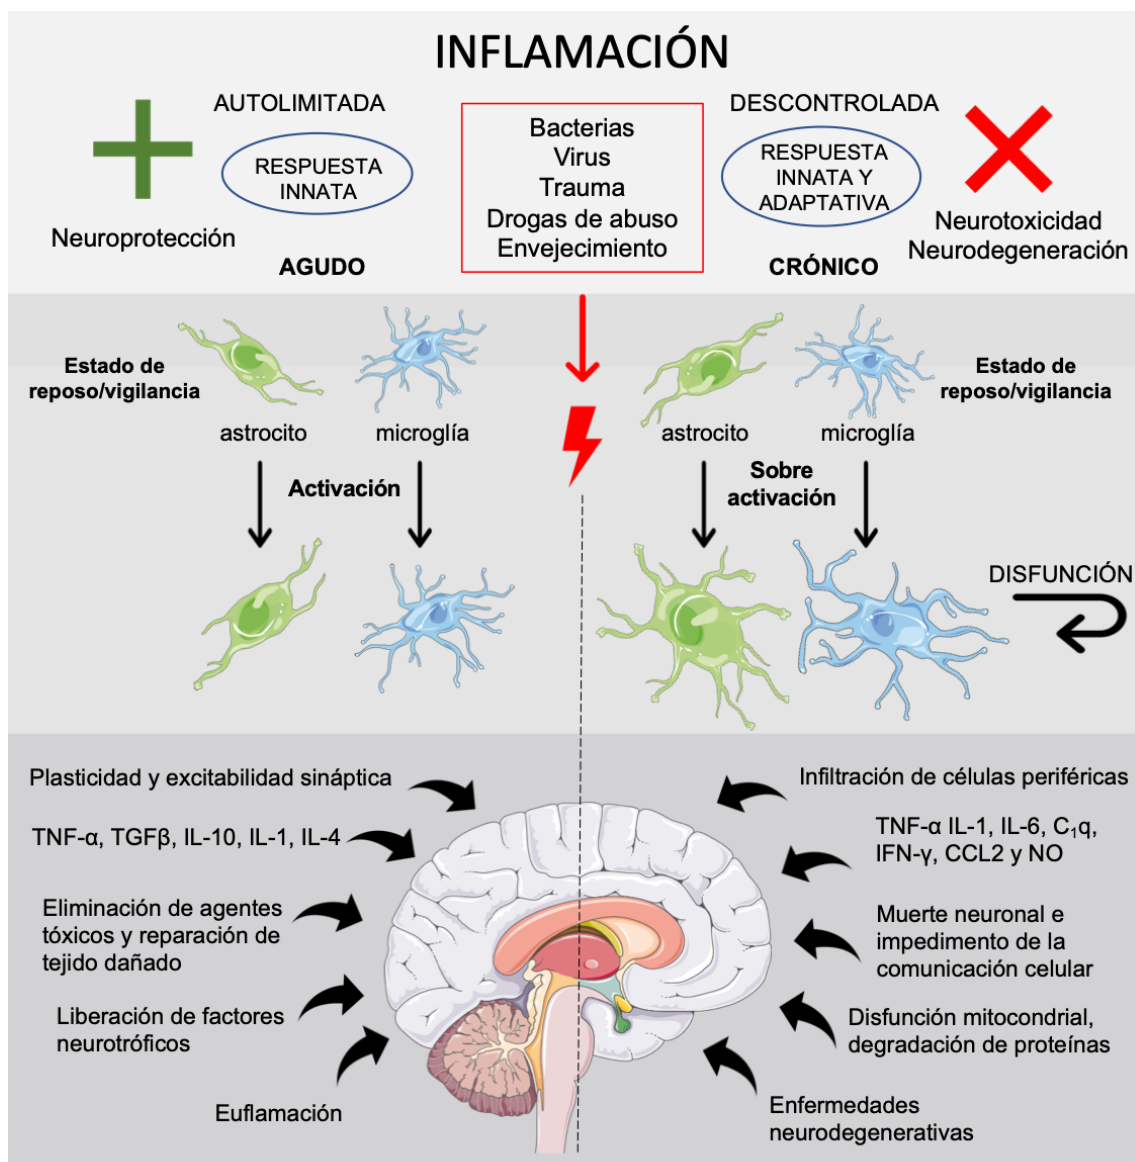 INFLAMACIÓN
AUTOLIMITADA
RESPUESTA
INNATA
Neuroprotección
AGUDO
Bacterias
Virus
Trauma
Drogas de abuso
Envejecimiento
DESCONTROLADA
RESPUESTA
INNATA Y
ADAPTATIVA
Neurotoxicidad
Neurodegeneración
CRÓNICO
Estado de
reposo/vigilancia
astrocito
microglía
Activación
astrocito
microglía
Estado de
reposo/vigilancia
Sobre
activación
DISFUNCIÓN
Plasticidad y excitabilidad sináptica
TNF-α, TGFβ, IL-10, IL-1, IL-4
Eliminación de agentes
tóxicos y reparación de
tejido dañado
Liberación de factores
neurotróficos
Euflamación
Infiltración de células periféricas
TNF-α IL-1, IL-6, C₁q,
IFN-γ, CCL2 y NO
Muerte neuronal e
impedimento de la
comunicación celular
Disfunción mitocondrial,
degradación de proteínas
Enfermedades
neurodegenerativas